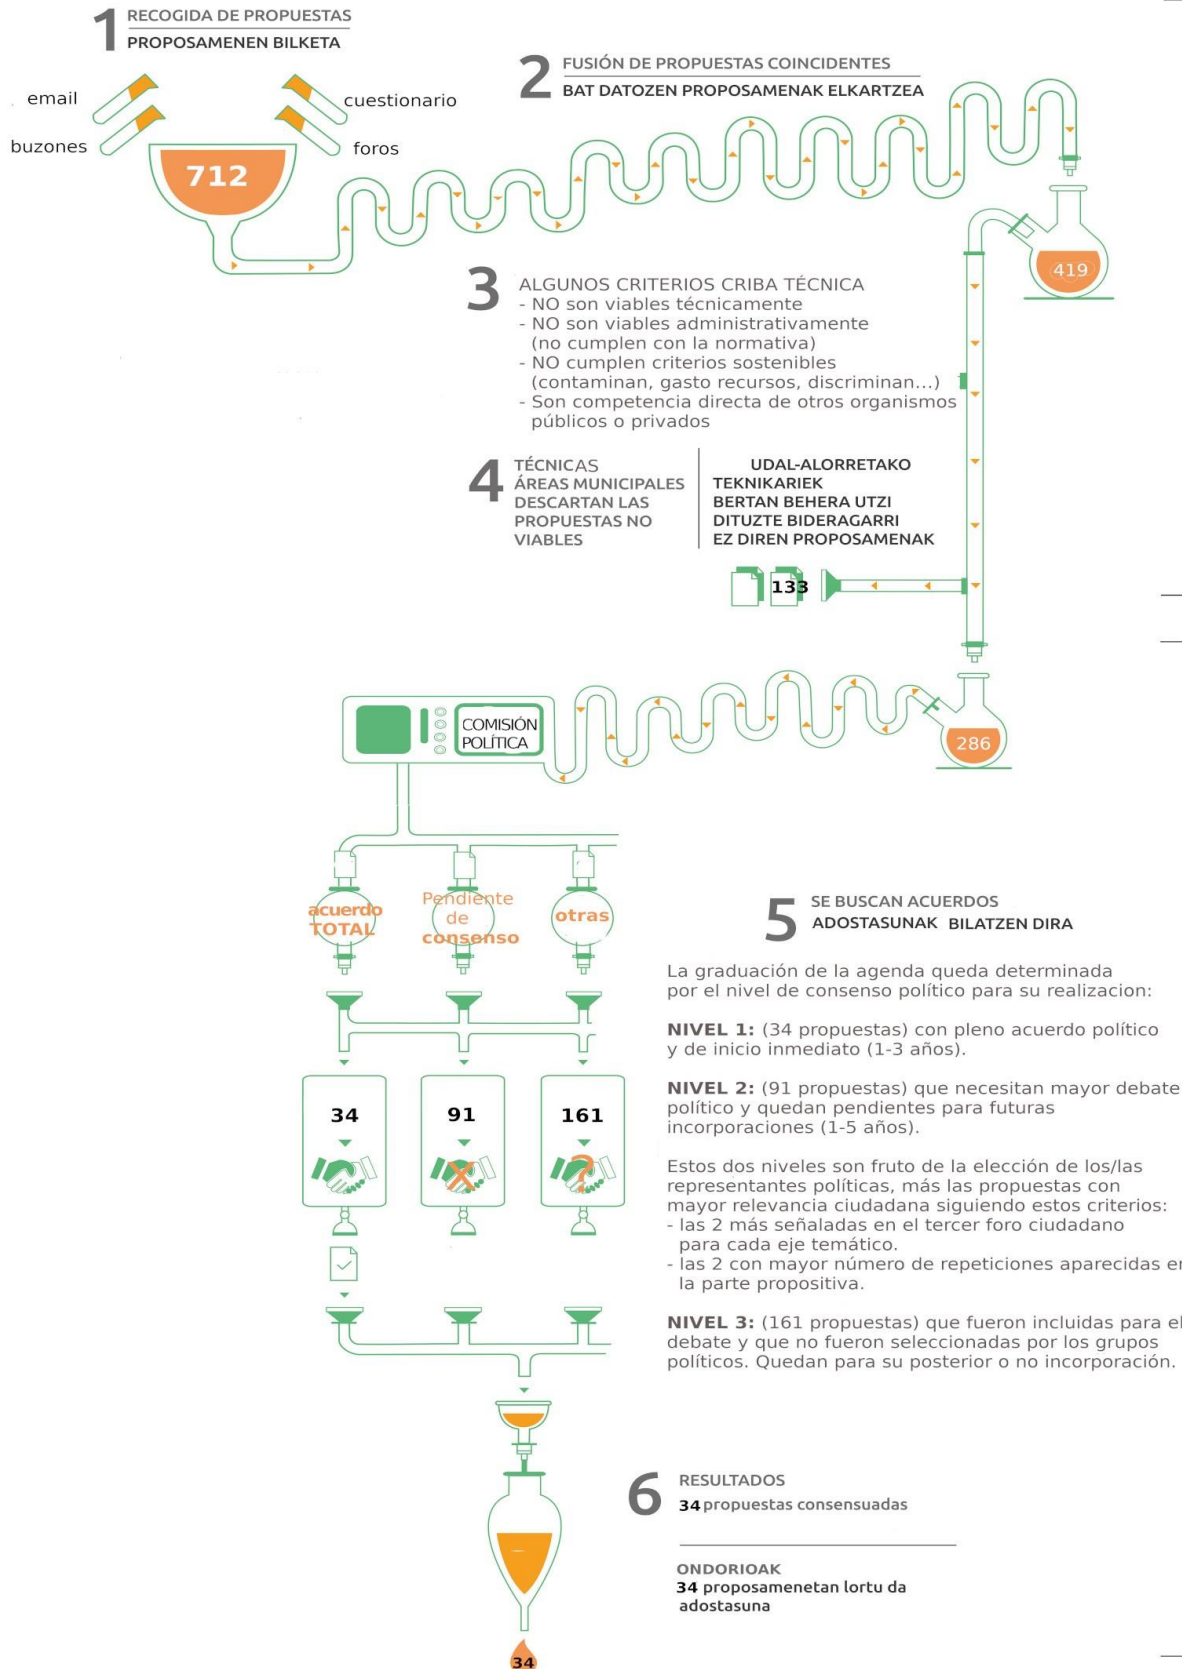 1
RECOGIDA DE PROPUESTAS
PROPOSAMENEN BILKETA
email
cuestionario
buzones
foros
712
2
FUSIÓN DE PROPUESTAS COINCIDENTES
BAT DATOZEN PROPOSAMENAK ELKARTZEA
419
3
ALGUNOS CRITERIOS CRIBA TÉCNICA
- NO son viables técnicamente
- NO son viables administrativamente
(no cumplen con la normativa)
- NO cumplen criterios sostenibles
(contaminan, gasto recursos, discriminan...)
- Son competencia directa de otros organismos
públicos o privados
4
TÉCNICAS
ÁREAS MUNICIPALES
DESCARTAN LAS
PROPUESTAS NO
VIABLES
UDAL-ALORRETAKO
TEKNIKARIEK
BERTAN BEHERA UTZI
DITUZTE BIDERAGARRI
EZ DIREN PROPOSAMENAK
133
286
COMISIÓN
POLÍTICA
acuerdo
TOTAL
Pendiente
de
consenso
otras
5
SE BUSCAN ACUERDOS
ADOSTASUNAK BILATZEN DIRA
La graduación de la agenda queda determinada
por el nivel de consenso político para su realizacion:
NIVEL 1: (34 propuestas) con pleno acuerdo político
y de inicio inmediato (1-3 años).
NIVEL 2: (91 propuestas) que necesitan mayor debate
político y quedan pendientes para futuras
incorporaciones (1-5 años).
Estos dos niveles son fruto de la elección de los/las
representantes políticas, más las propuestas con
mayor relevancia ciudadana siguiendo estos criterios:
- las 2 más señaladas en el tercer foro ciudadano
para cada eje temático.
- las 2 con mayor número de repeticiones aparecidas en
la parte propositiva.
NIVEL 3: (161 propuestas) que fueron incluidas para el
debate y que no fueron seleccionadas por los grupos
políticos. Quedan para su posterior o no incorporación.
34
91
161
?
6
RESULTADOS
34 propuestas consensuadas
ONDORIOAK
34 proposamenetan lortu da
adostasuna
34